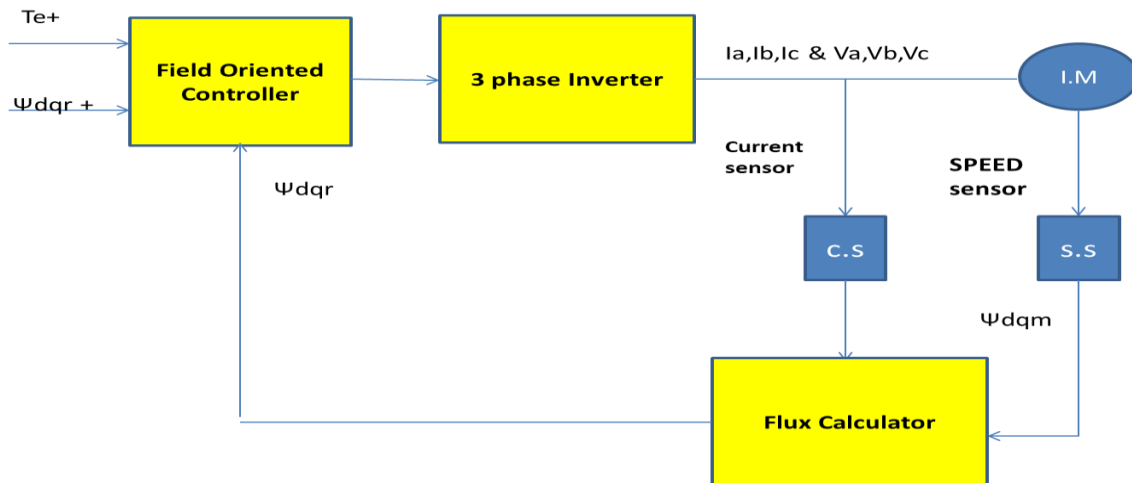 Te+
Ψdqr +
Field Oriented
Controller
3 phase Inverter
Ia,Ib,Ic & Va,Vb,Vc
I.M
Current
sensor
SPEED
sensor
Ψdqr
c.s
s.s
Ψdqm
Flux Calculator